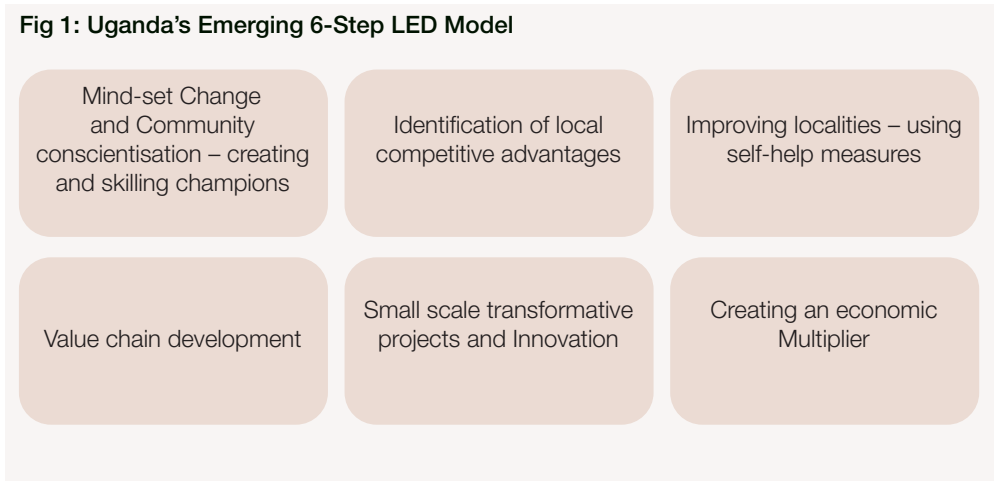 Fig 1: Uganda’s Emerging 6-Step LED Model
Mind-set Change
and Community
conscientisation – creating
and skilling champions
Identification of local
competitive advantages
Improving localities – using
self-help measures
Value chain development
Small scale transformative
projects and Innovation
Creating an economic
Multiplier